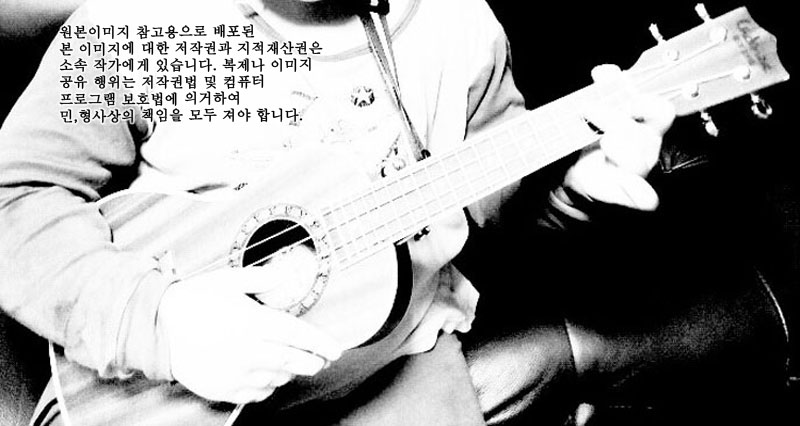 원본이미지 참고용으로 배포된
본 이미지에 대한 저작권과 지적재산권은
소속 작가에게 있습니다. 복제나 이미지
공유 행위는 저작권법 및 컴퓨터
프로그램 보호법에 의거하여
민,형사상의 책임을 모두 져야 합니다.